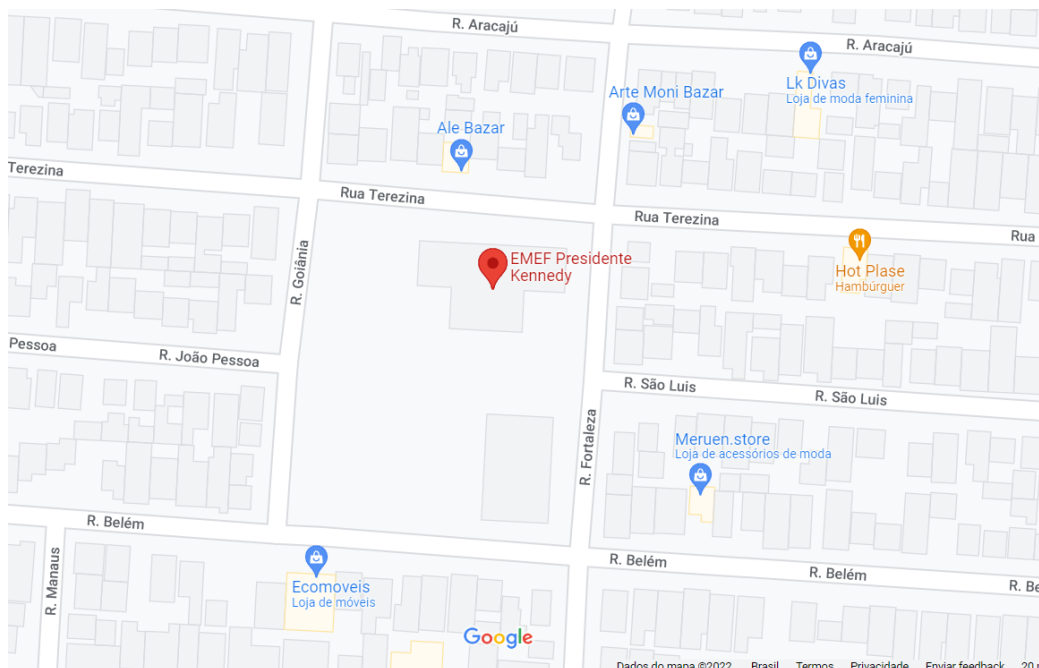 R. Aracajú
R. Aracajú
Lk Divas
Loja de moda feminina
Arte Moni Bazar
Ale Bazar
Terezina
Rua Terezina
Rua Terezina
Rua
EMEF Presidente
Kennedy
R. Goiânia
Hot Plase
Hambúrguer
Pessoa
R. João Pessoa
R. São Luis
R. São Luis
R. Fortaleza
Meruen.store
Loja de acessórios de moda
R. Belém
R. Belém
R. Belém
R. Be
R. Manaus
Ecomoveis
Loja de móveis
Google
Dados do mapa ©2022 Brasil Termos Privacidade Enviar feedback 20